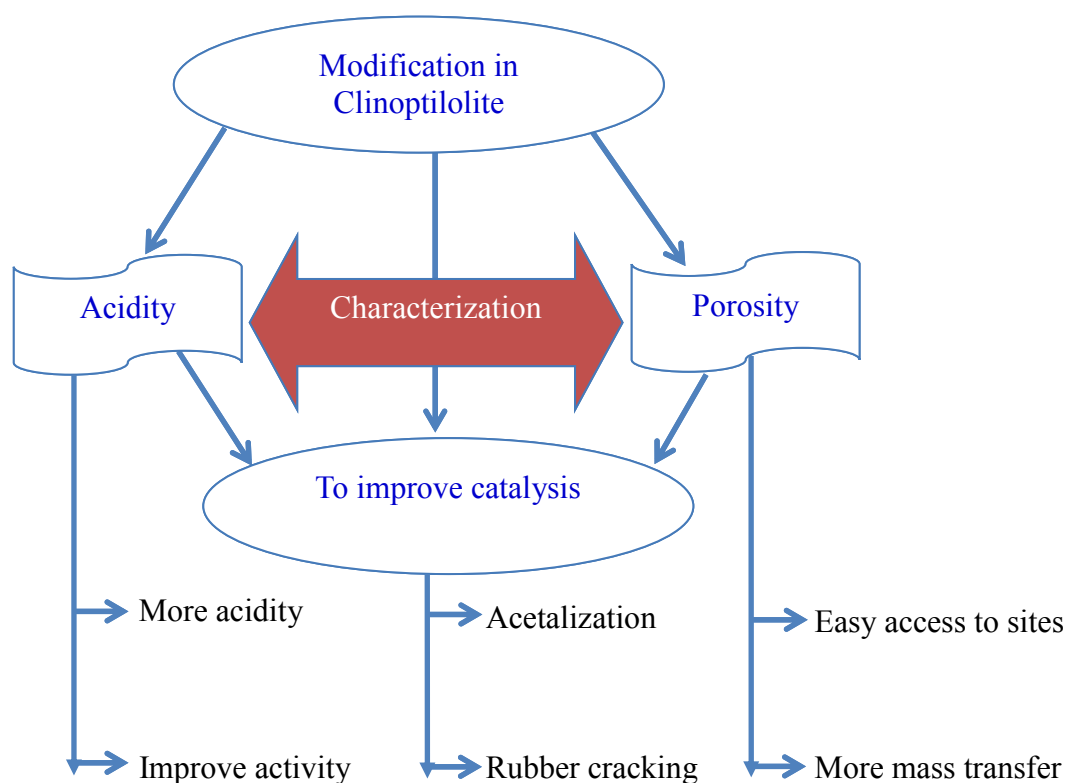 Modification in
Clinoptilolite
Acidity
Characterization
Porosity
To improve catalysis
More acidity
Acetalization
Easy access to sites
Improve activity
Rubber cracking
More mass transfer